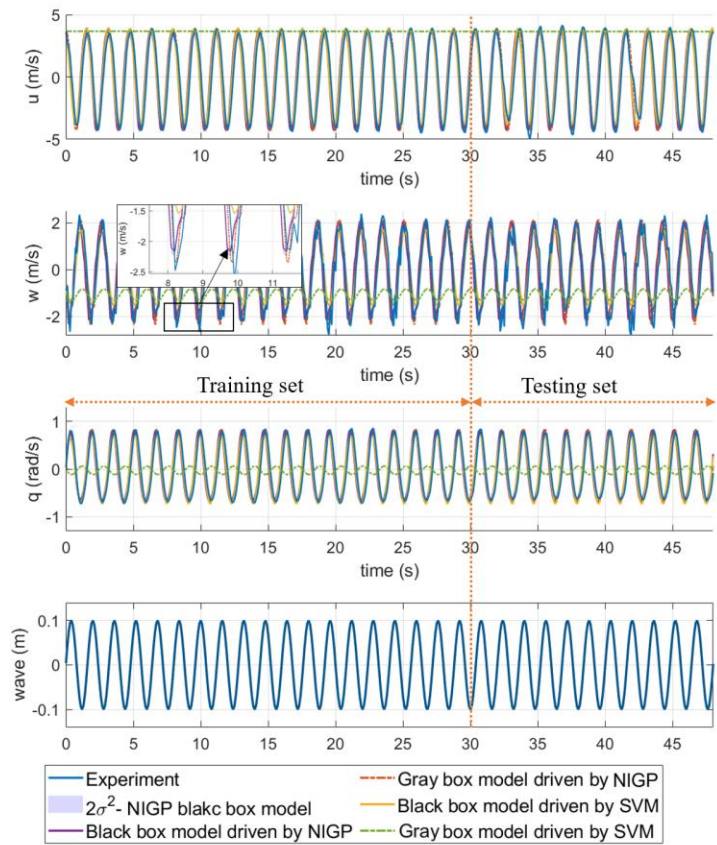 5
0
-5
u (m/s)
0 5 10 15 20 25 30 35 40 45
time (s)
2
0
-2
w (m/s)
-1.5
-2
-2.5
w (m/s)
8 9 10 11
0 5 10 15 20 25 30 35 40 45
time (s)
Training set Testing set
1
0
-1
q (rad/s)
0 5 10 15 20 25 30 35 40 45
time (s)
0.1
0
-0.1
wave (m)
0 5 10 15 20 25 30 35 40 45
Experiment
2σ²- NIGP blakc box model
Black box model driven by NIGP
Gray box model driven by NIGP
Black box model driven by SVM
Gray box model driven by SVM